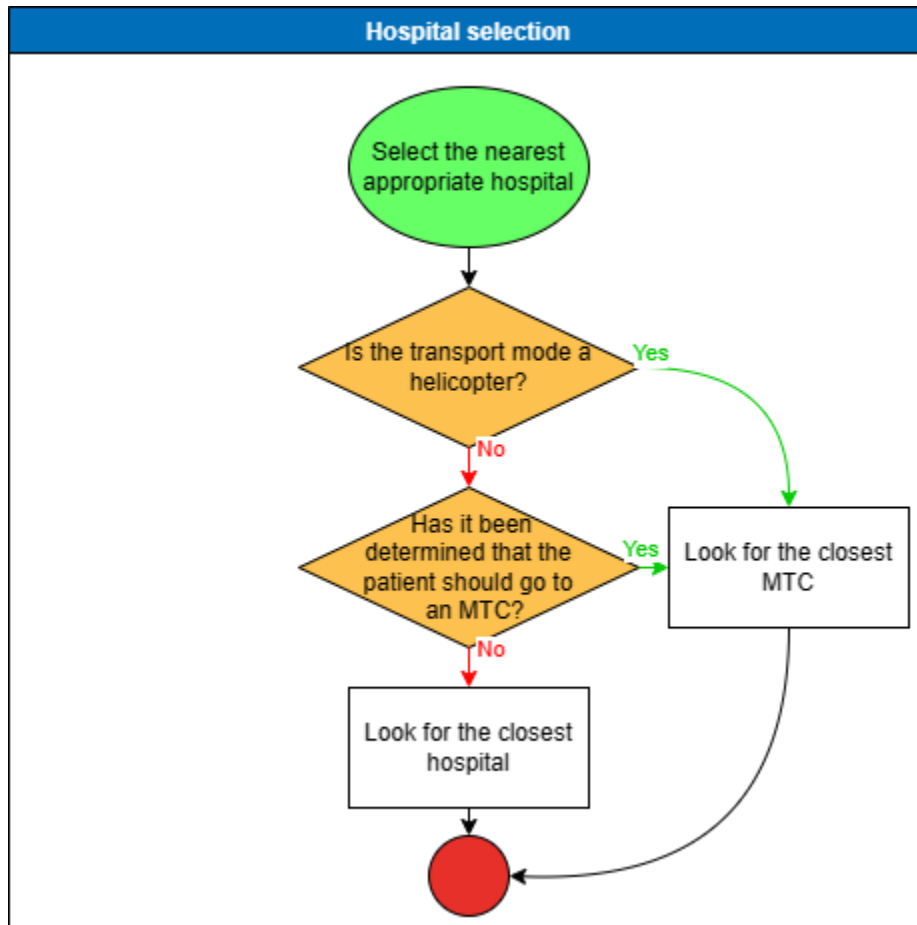 Hospital selection
Select the nearest
appropriate hospital
Is the transport mode a
helicopter?
Yes
No
Has it been
determined that the
patient should go to
an MTC?
Yes
Look for the closest
MTC
No
Look for the closest
hospital